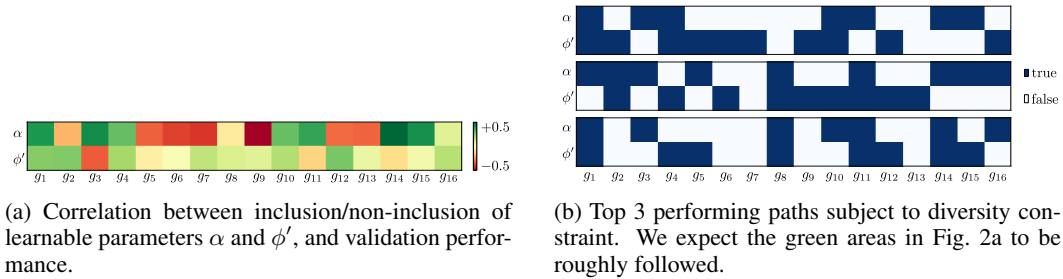 α
φ′
+0.5
−0.5
g1 g2 g3 g4 g5 g6 g7 g8 g9 g10 g11 g12 g13 g14 g15 g16
(a) Correlation between inclusion/non-inclusion of
learnable parameters α and φ′, and validation perfor-
mance.
α
φ′
α
φ′
α
φ′
true
false
g1 g2 g3 g4 g5 g6 g7 g8 g9 g10 g11 g12 g13 g14 g15 g16
(b) Top 3 performing paths subject to diversity con-
straint. We expect the green areas in Fig. 2a to be
roughly followed.